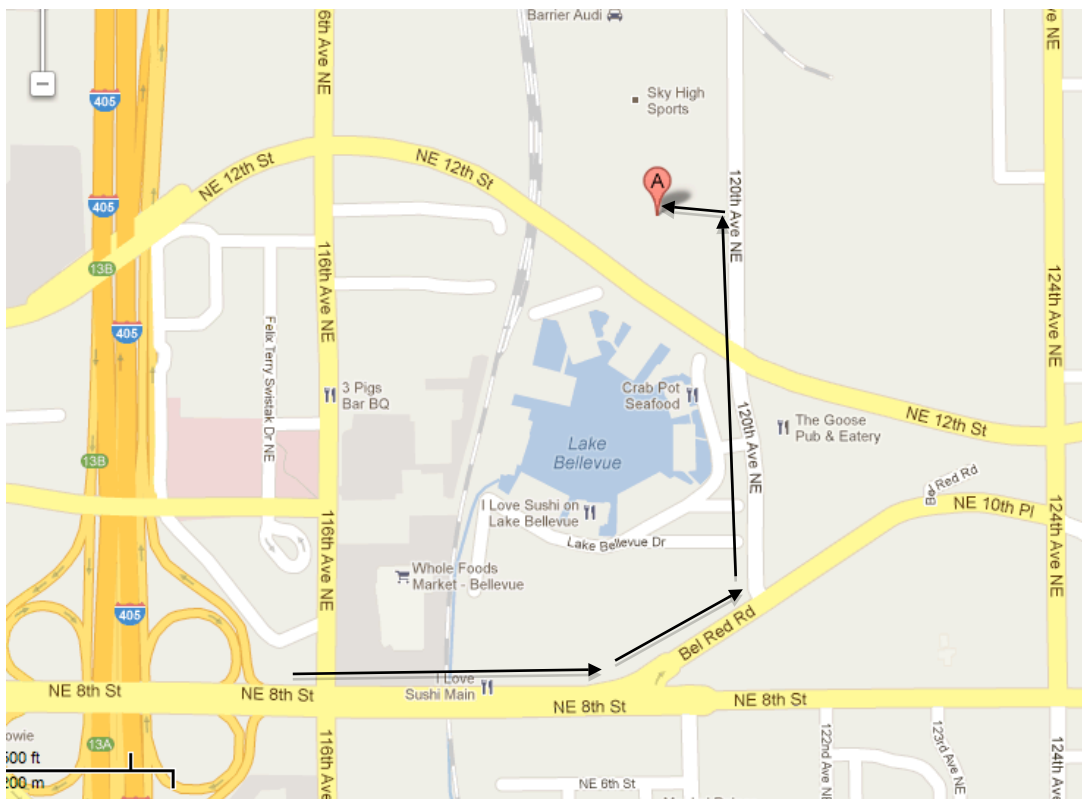 Barrier Audi
6th Ave NE
ve NE
405
Sky High
Sports
NE 12th St
NE 12th St
A
120th Ave NE
405
116th Ave NE
13B
124th Ave NE
405
Felix Terry Swistak Dr NE
3 Pigs
Bar BQ
Crab Pot
Seafood
120th Ave NE
NE 12th St
The Goose
Pub & Eatery
Lake
Bellevue
13B
Bel Red Rd
NE 10th Pl
I Love Sushi on
Lake Bellevue
116th Ave NE
124th Ave NE
Lake Bellevue Dr
Whole Foods
Market - Bellevue
405
Bel Red Rd
NE 8th St
NE 8th St
I Love
Sushi Main
NE 8th St
NE 8th St
owie
13A
500 ft
200 m
116th Ave
122nd Ave NE
123rd Ave NE
124th
NE 6th St